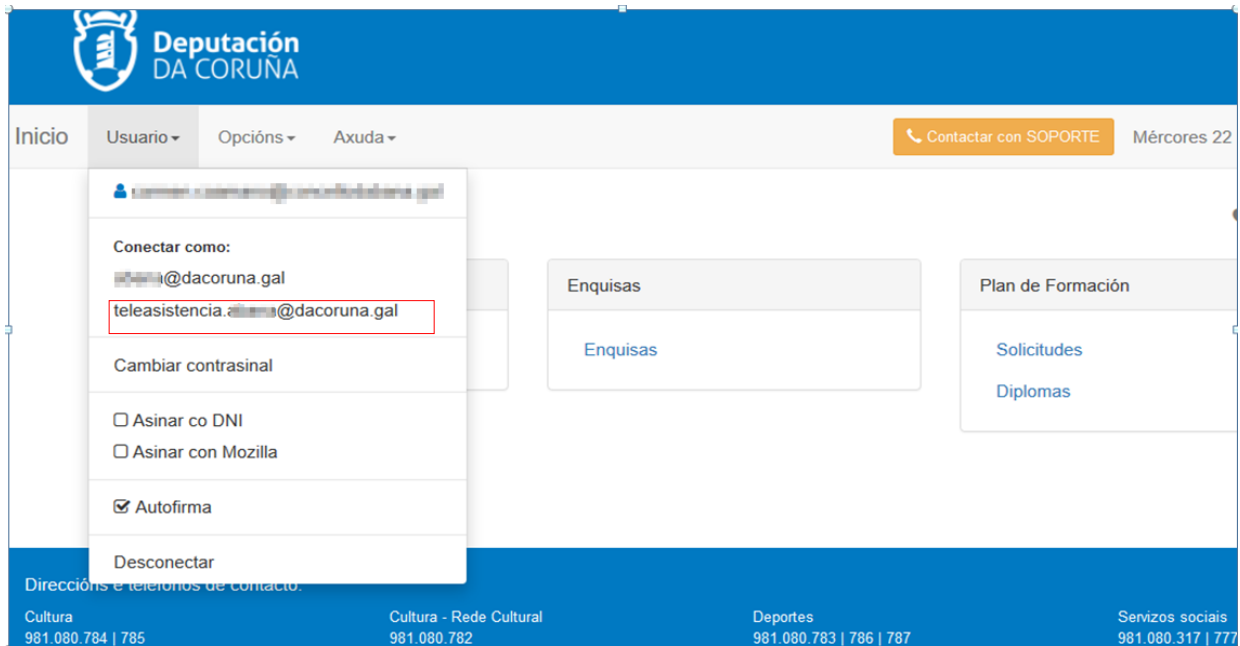 Deputación
DA CORUÑA
Inicio Usuario Opcións Axuda Contactar con SOPORTE Mércores 22
Conectar como:
@dacoruna.gal
teleasistencia. @dacoruna.gal
Cambiar contrasinal
Asinar co DNI
Asinar con Mozilla
Autofirma
Desconectar
Enquisas
Enquisas
Plan de Formación
Solicitudes
Diplomas
Direccións e teléfonos de contacto:
Cultura
981.080.784 | 785
Cultura - Rede Cultural
981.080.782
Deportes
981.080.783 | 786 | 787
Servizos sociais
981.080.317 | 777